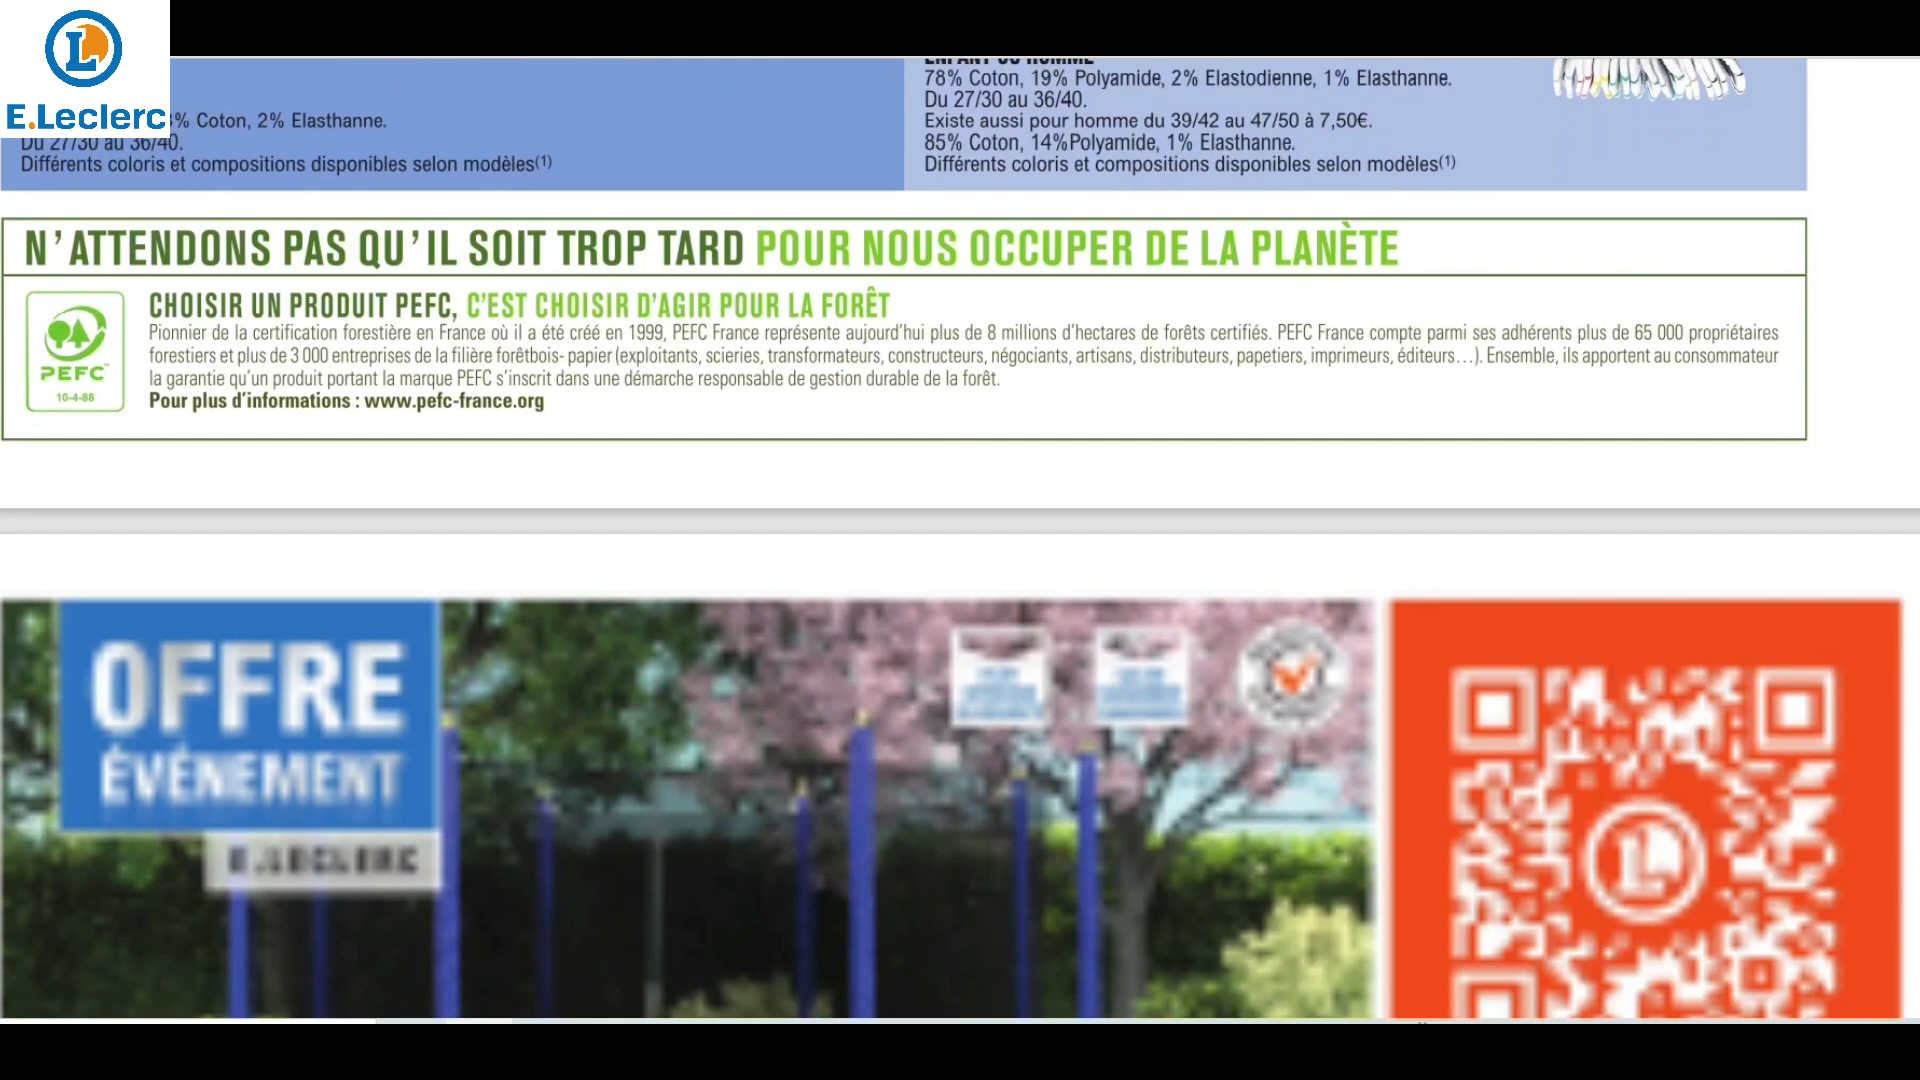 E.Leclerc
% Coton, 2% Elasthanne.
Du 27/30 au 36/40.
Différents coloris et compositions disponibles selon modèles(1)
ENFANT OU HOMME
78% Coton, 19% Polyamide, 2% Elastodienne, 1% Elasthanne.
Du 27/30 au 36/40.
Existe aussi pour homme du 39/42 au 47/50 à 7,50€.
85% Coton, 14%Polyamide, 1% Elasthanne.
Différents coloris et compositions disponibles selon modèles(1)
N'ATTENDONS PAS QU'IL SOIT TROP TARD POUR NOUS OCCUPER DE LA PLANÈTE
CHOISIR UN PRODUIT PEFC, C'EST CHOISIR D'AGIR POUR LA FORÊT
Pionnier de la certification forestière en France où il a été créé en 1999, PEFC France représente aujourd'hui plus de 8 millions d'hectares de forêts certifiés. PEFC France compte parmi ses adhérents plus de 65 000 propriétaires
forestiers et plus de 3 000 entreprises de la filière forêtbois- papier (exploitants, scieries, transformateurs, constructeurs, négociants, artisans, distributeurs, papetiers, imprimeurs, éditeurs…). Ensemble, ils apportent au consommateur
la garantie qu'un produit portant la marque PEFC s'inscrit dans une démarche responsable de gestion durable de la forêt.
Pour plus d'informations : www.pefc-france.org
PEFC™
10-4-88
OFFRE
ÉVÉNEMENT
E.LECLERC